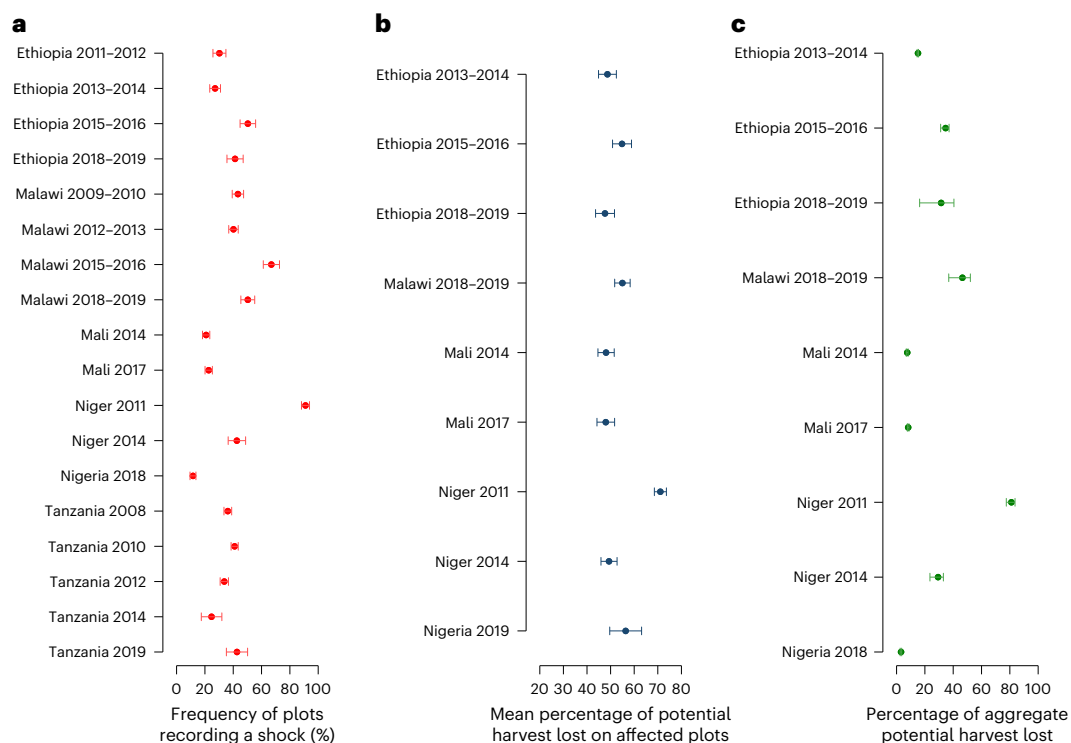 a
Ethiopia 2011–2012
Ethiopia 2013–2014
Ethiopia 2015–2016
Ethiopia 2018–2019
Malawi 2009–2010
Malawi 2012–2013
Malawi 2015–2016
Malawi 2018–2019
Mali 2014
Mali 2017
Niger 2011
Niger 2014
Nigeria 2018
Tanzania 2008
Tanzania 2010
Tanzania 2012
Tanzania 2014
Tanzania 2019
0 20 40 60 80 100
Frequency of plots
recording a shock (%)
b
Ethiopia 2013–2014
Ethiopia 2015–2016
Ethiopia 2018–2019
Malawi 2018–2019
Mali 2014
Mali 2017
Niger 2011
Niger 2014
Nigeria 2019
20 30 40 50 60 70 80
Mean percentage of potential
harvest lost on affected plots
c
Ethiopia 2013–2014
Ethiopia 2015–2016
Ethiopia 2018–2019
Malawi 2018–2019
Mali 2014
Mali 2017
Niger 2011
Niger 2014
Nigeria 2018
0 20 40 60 80 100
Percentage of aggregate
potential harvest lost